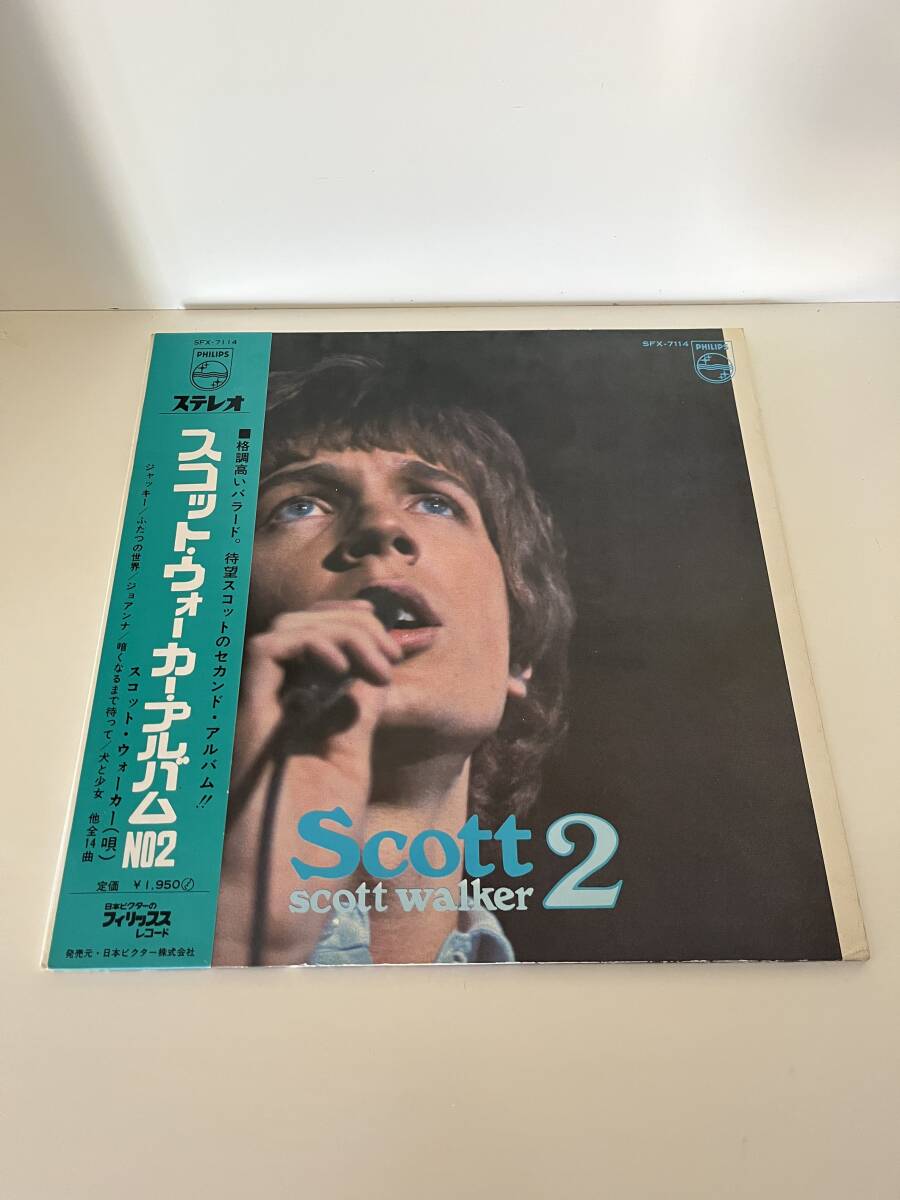 SFX-7114
PHILIPS
ステレオ
■格調高いバラード。待望スコットのセカンド・アルバム!!
スコット・ウォーカー・アルバム NO2
スコット・ウォーカー(唄)
ジャッキー/ふたつの世界/ジョアンナ/暗くなるまで待って/犬と少女 他全14曲
定価 ¥1,950
日本ビクターの
フィリップス
レコード
発売元・日本ビクター株式会社
SFX-7114
PHILIPS
Scott 2
scott walker